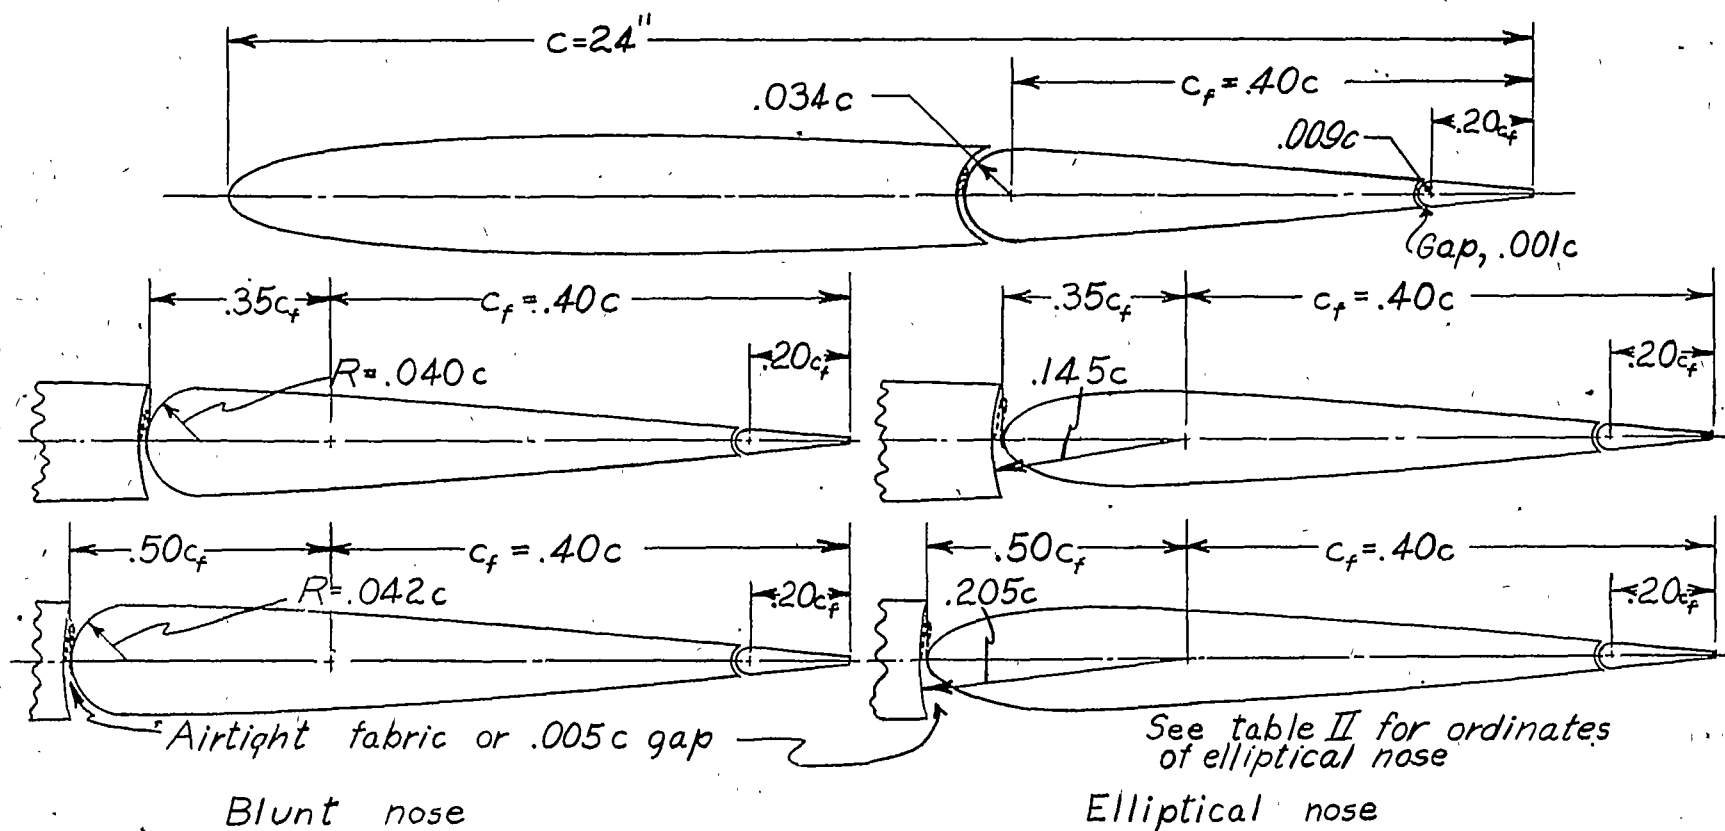 c=24"
c_f=.40c
.034c
.20c_f
.009c
Gap, .001c
.35c_f
c_f=.40c
.35c_f
c_f=.40c
.20c_f
.20c_f
R=.040c
.145c
.50c_f
c_f=.40c
.50c_f
c_f=.40c
R=.042c
.20c_f
.205c
.20c_f
Airtight fabric or .005c gap
See table II for ordinates
of elliptical nose
Blunt nose
Elliptical nose